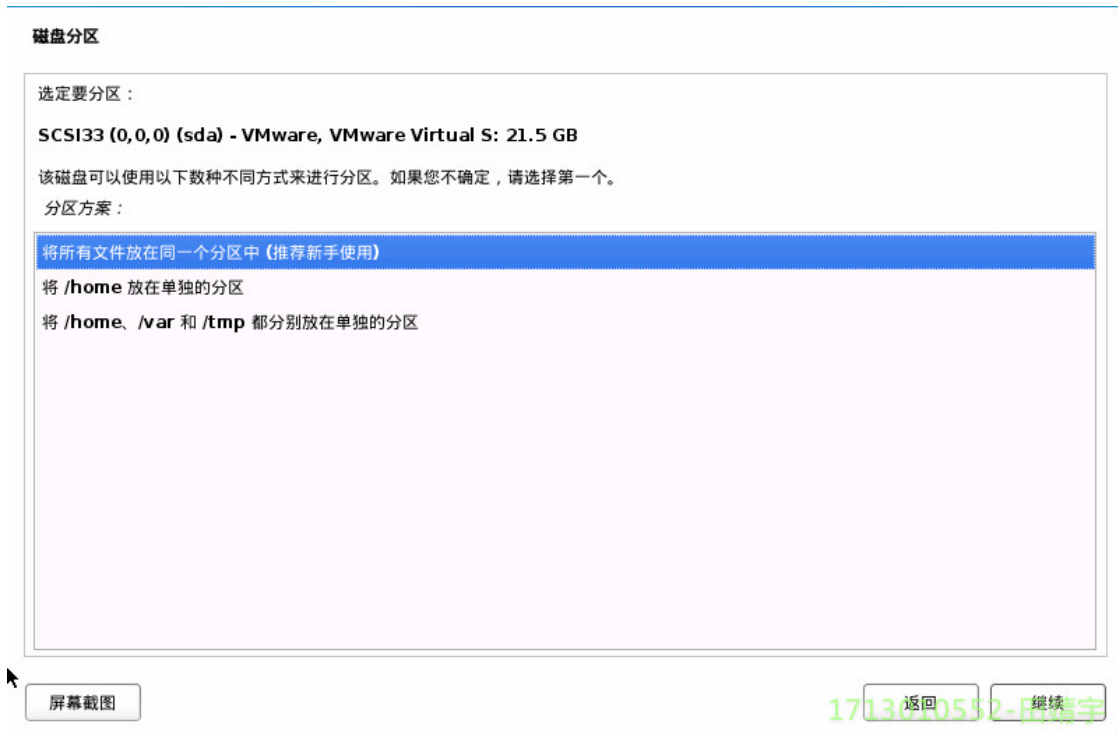 磁盘分区
选定要分区：
SCSI33 (0,0,0) (sda) - VMware, VMware Virtual S: 21.5 GB
该磁盘可以使用以下数种不同方式来进行分区。如果您不确定，请选择第一个。
分区方案：
将所有文件放在同一个分区中 (推荐新手使用)
将 /home 放在单独的分区
将 /home、/var 和 /tmp 都分别放在单独的分区
屏幕截图
返回
继续
1713010552-田靖宇